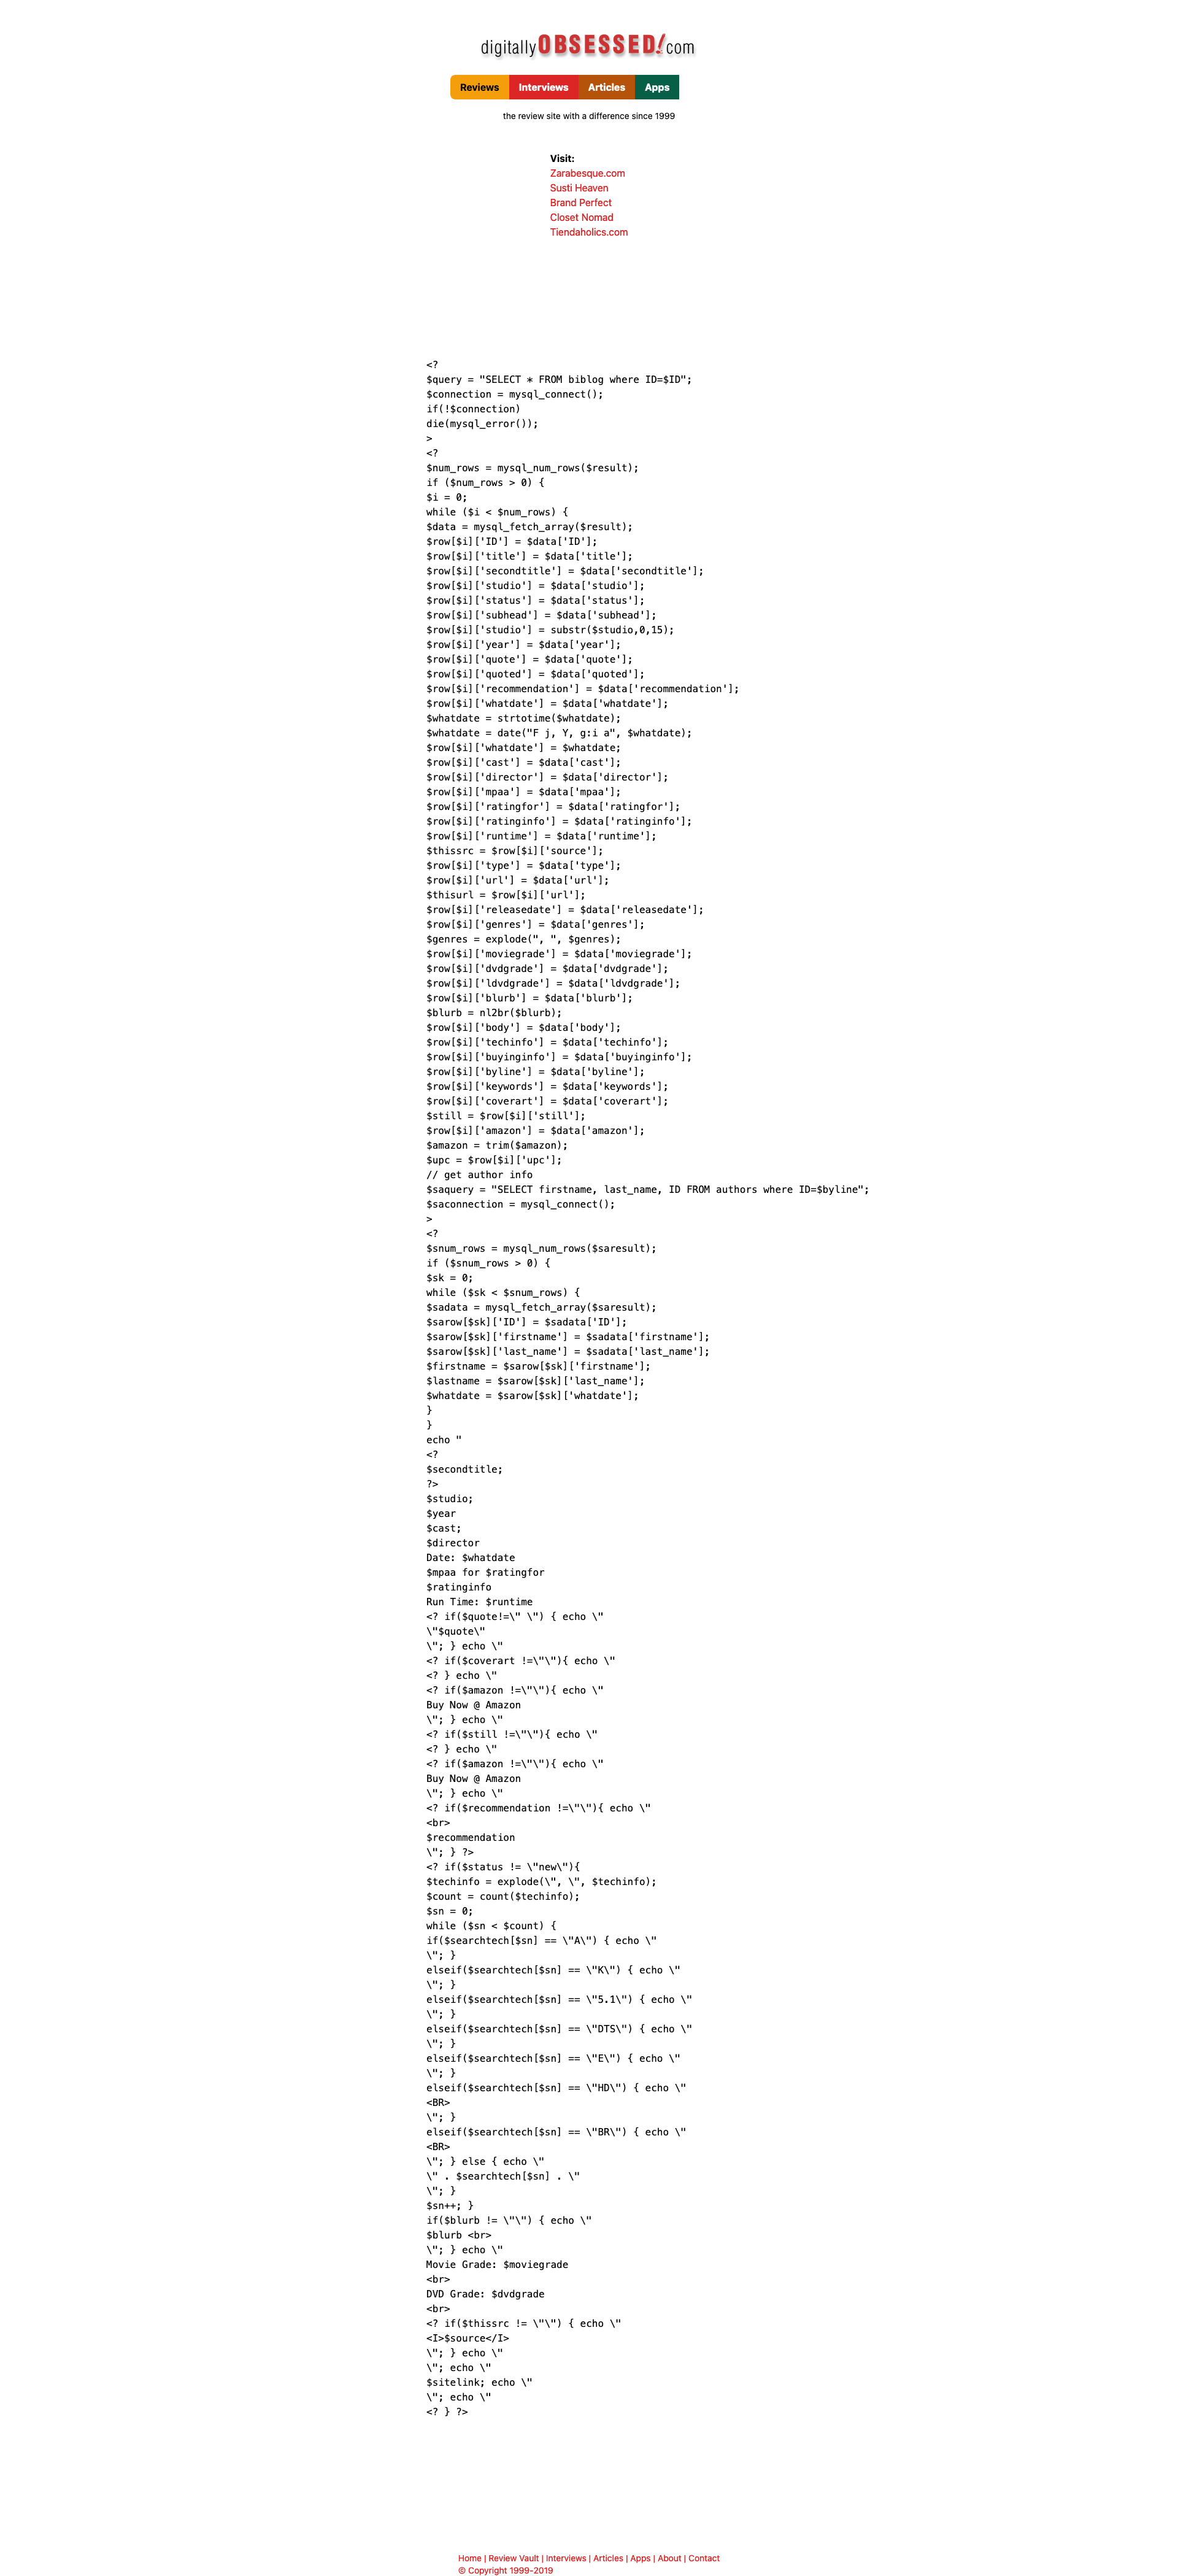 digitallyOBSESSED!com
Reviews Interviews Articles Apps
the review site with a difference since 1999
Visit:
Zarabesque.com
Susti Heaven
Brand Perfect
Closet Nomad
Tiendaholics.com
<?
$query = "SELECT * FROM biblog where ID=$ID";
$connection = mysql_connect();
if(!$connection)
die(mysql_error());
>
<?
$num_rows = mysql_num_rows($result);
if ($num_rows > 0) {
$i = 0;
while ($i < $num_rows) {
$data = mysql_fetch_array($result);
$row[$i]['ID'] = $data['ID'];
$row[$i]['title'] = $data['title'];
$row[$i]['secondtitle'] = $data['secondtitle'];
$row[$i]['studio'] = $data['studio'];
$row[$i]['status'] = $data['status'];
$row[$i]['subhead'] = $data['subhead'];
$row[$i]['studio'] = substr($studio,0,15);
$row[$i]['year'] = $data['year'];
$row[$i]['quote'] = $data['quote'];
$row[$i]['quoted'] = $data['quoted'];
$row[$i]['recommendation'] = $data['recommendation'];
$row[$i]['whatdate'] = $data['whatdate'];
$whatdate = strtotime($whatdate);
$whatdate = date("F j, Y, g:i a", $whatdate);
$row[$i]['whatdate'] = $whatdate;
$row[$i]['cast'] = $data['cast'];
$row[$i]['director'] = $data['director'];
$row[$i]['mpaa'] = $data['mpaa'];
$row[$i]['ratingfor'] = $data['ratingfor'];
$row[$i]['ratinginfo'] = $data['ratinginfo'];
$row[$i]['runtime'] = $data['runtime'];
$thissrc = $row[$i]['source'];
$row[$i]['type'] = $data['type'];
$row[$i]['url'] = $data['url'];
$thisurl = $row[$i]['url'];
$row[$i]['releasedate'] = $data['releasedate'];
$row[$i]['genres'] = $data['genres'];
$genres = explode(", ", $genres);
$row[$i]['moviegrade'] = $data['moviegrade'];
$row[$i]['dvdgrade'] = $data['dvdgrade'];
$row[$i]['ldvdgrade'] = $data['ldvdgrade'];
$row[$i]['blurb'] = $data['blurb'];
$blurb = nl2br($blurb);
$row[$i]['body'] = $data['body'];
$row[$i]['techinfo'] = $data['techinfo'];
$row[$i]['buyinginfo'] = $data['buyinginfo'];
$row[$i]['byline'] = $data['byline'];
$row[$i]['keywords'] = $data['keywords'];
$row[$i]['coverart'] = $data['coverart'];
$still = $row[$i]['still'];
$row[$i]['amazon'] = $data['amazon'];
$amazon = trim($amazon);
$upc = $row[$i]['upc'];
// get author info
$saquery = "SELECT firstname, last_name, ID FROM authors where ID=$byline";
$saconnection = mysql_connect();
>
<?
$snum_rows = mysql_num_rows($saresult);
if ($snum_rows > 0) {
$sk = 0;
while ($sk < $snum_rows) {
$sadata = mysql_fetch_array($saresult);
$sarow[$sk]['ID'] = $sadata['ID'];
$sarow[$sk]['firstname'] = $sadata['firstname'];
$sarow[$sk]['last_name'] = $sadata['last_name'];
$firstname = $sarow[$sk]['firstname'];
$lastname = $sarow[$sk]['last_name'];
$whatdate = $sarow[$sk]['whatdate'];
}
}
echo "
<?
$secondtitle;
?>
$studio;
$year
$cast;
$director
Date: $whatdate
$mpaa for $ratingfor
$ratinginfo
Run Time: $runtime
<? if($quote!=\" \") { echo \"
\"$quote\"
\"; } echo \"
<? if($coverart !=\"\"){ echo \"
<? } echo \"
<? if($amazon !=\"\"){ echo \"
Buy Now @ Amazon
\"; } echo \"
<? if($still !=\"\"){ echo \"
<? } echo \"
<? if($amazon !=\"\"){ echo \"
Buy Now @ Amazon
\"; } echo \"
<? if($recommendation !=\"\"){ echo \"
<br>
$recommendation
\"; } ?>
<? if($status != \"new\"){
$techinfo = explode(\", \", $techinfo);
$count = count($techinfo);
$sn = 0;
while ($sn < $count) {
if($searchtech[$sn] == \"A\") { echo \"
\"; }
elseif($searchtech[$sn] == \"K\") { echo \"
\"; }
elseif($searchtech[$sn] == \"5.1\") { echo \"
\"; }
elseif($searchtech[$sn] == \"DTS\") { echo \"
\"; }
elseif($searchtech[$sn] == \"E\") { echo \"
\"; }
elseif($searchtech[$sn] == \"HD\") { echo \"
<BR>
\"; }
elseif($searchtech[$sn] == \"BR\") { echo \"
<BR>
\"; } else { echo \"
\" . $searchtech[$sn] . \"
\"; }
$sn++; }
if($blurb != \"\") { echo \"
$blurb <br>
\"; } echo \"
Movie Grade: $moviegrade
<br>
DVD Grade: $dvdgrade
<br>
<? if($thissrc != \"\") { echo \"
<I>$source</I>
\"; } echo \"
\"; echo \"
$sitelink; echo \"
\"; echo \"
<? } ?>
Home | Review Vault | Interviews | Articles | Apps | About | Contact
© Copyright 1999-2019